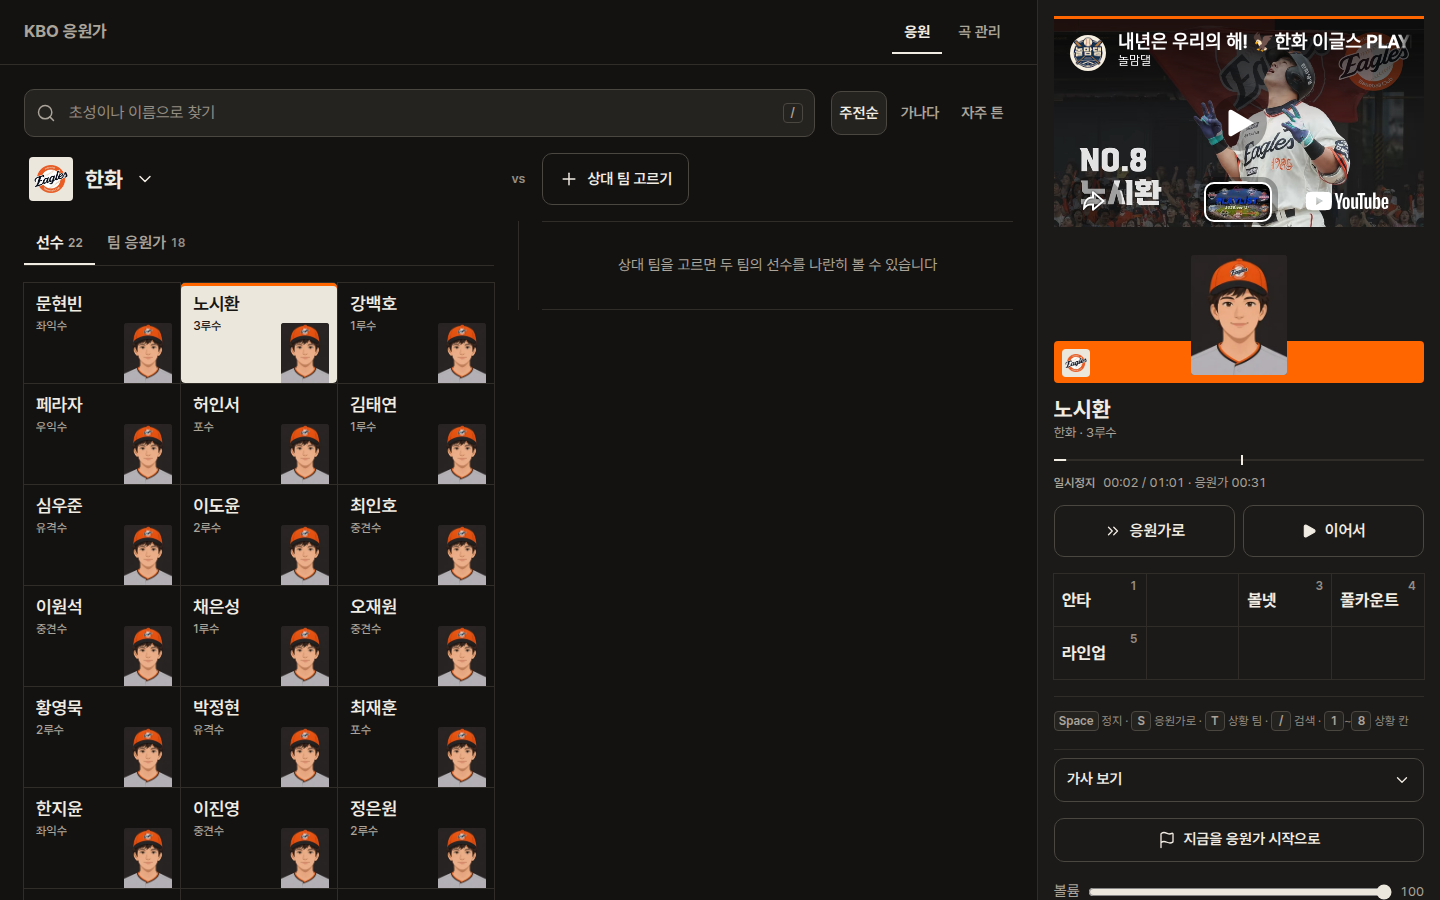 KBO 응원가
응원
곡 관리
초성이나 이름으로 찾기
/
주전순
가나다
자주 튼
Eagles
한화
vs
상대 팀 고르기
선수 22
팀 응원가 18
상대 팀을 고르면 두 팀의 선수를 나란히 볼 수 있습니다
문현빈
좌익수
노시환
3루수
강백호
1루수
페라자
우익수
허인서
포수
김태연
1루수
심우준
유격수
이도윤
2루수
최인호
중견수
이원석
중견수
채은성
1루수
오재원
중견수
황영묵
2루수
박정현
유격수
최재훈
포수
한지윤
좌익수
이진영
중견수
정은원
2루수
내년은 우리의 해! 🦅 한화 이글스 PLAY
놀맘댈
놀맘댈
Eagles
Eagles
NO.8
노시환
YouTube
Eagles
노시환
한화 · 3루수
일시정지 00:02 / 01:01 · 응원가 00:31
응원가로
이어서
안타 1
볼넷 3
풀카운트 4
라인업 5
Space 정지 · S 응원가로 · T 상황 팀 · / 검색 · 1 – 8 상황 칸
가사 보기
지금을 응원가 시작으로
볼륨 100